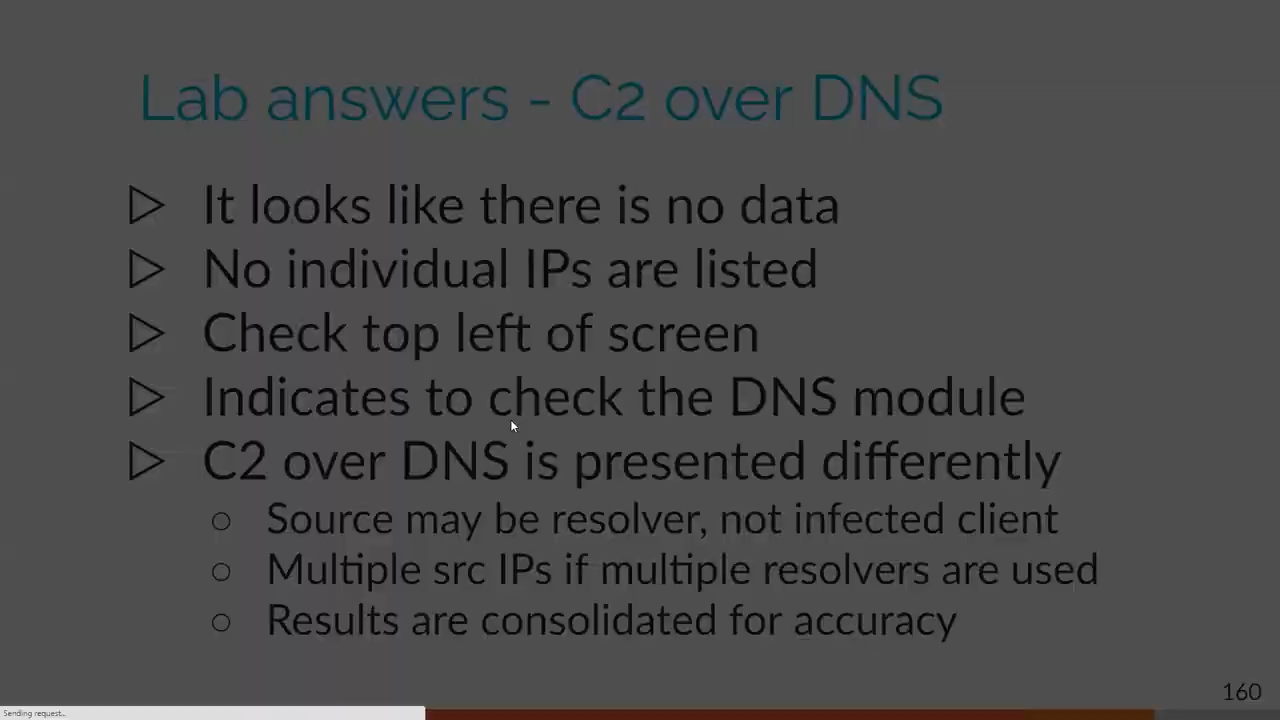 Lab answers - C2 over DNS
It looks like there is no data
No individual IPs are listed
Check top left of screen
Indicates to check the DNS module
C2 over DNS is presented differently
Source may be resolver, not infected client
Multiple src IPs if multiple resolvers are used
Results are consolidated for accuracy
160
Sending request...